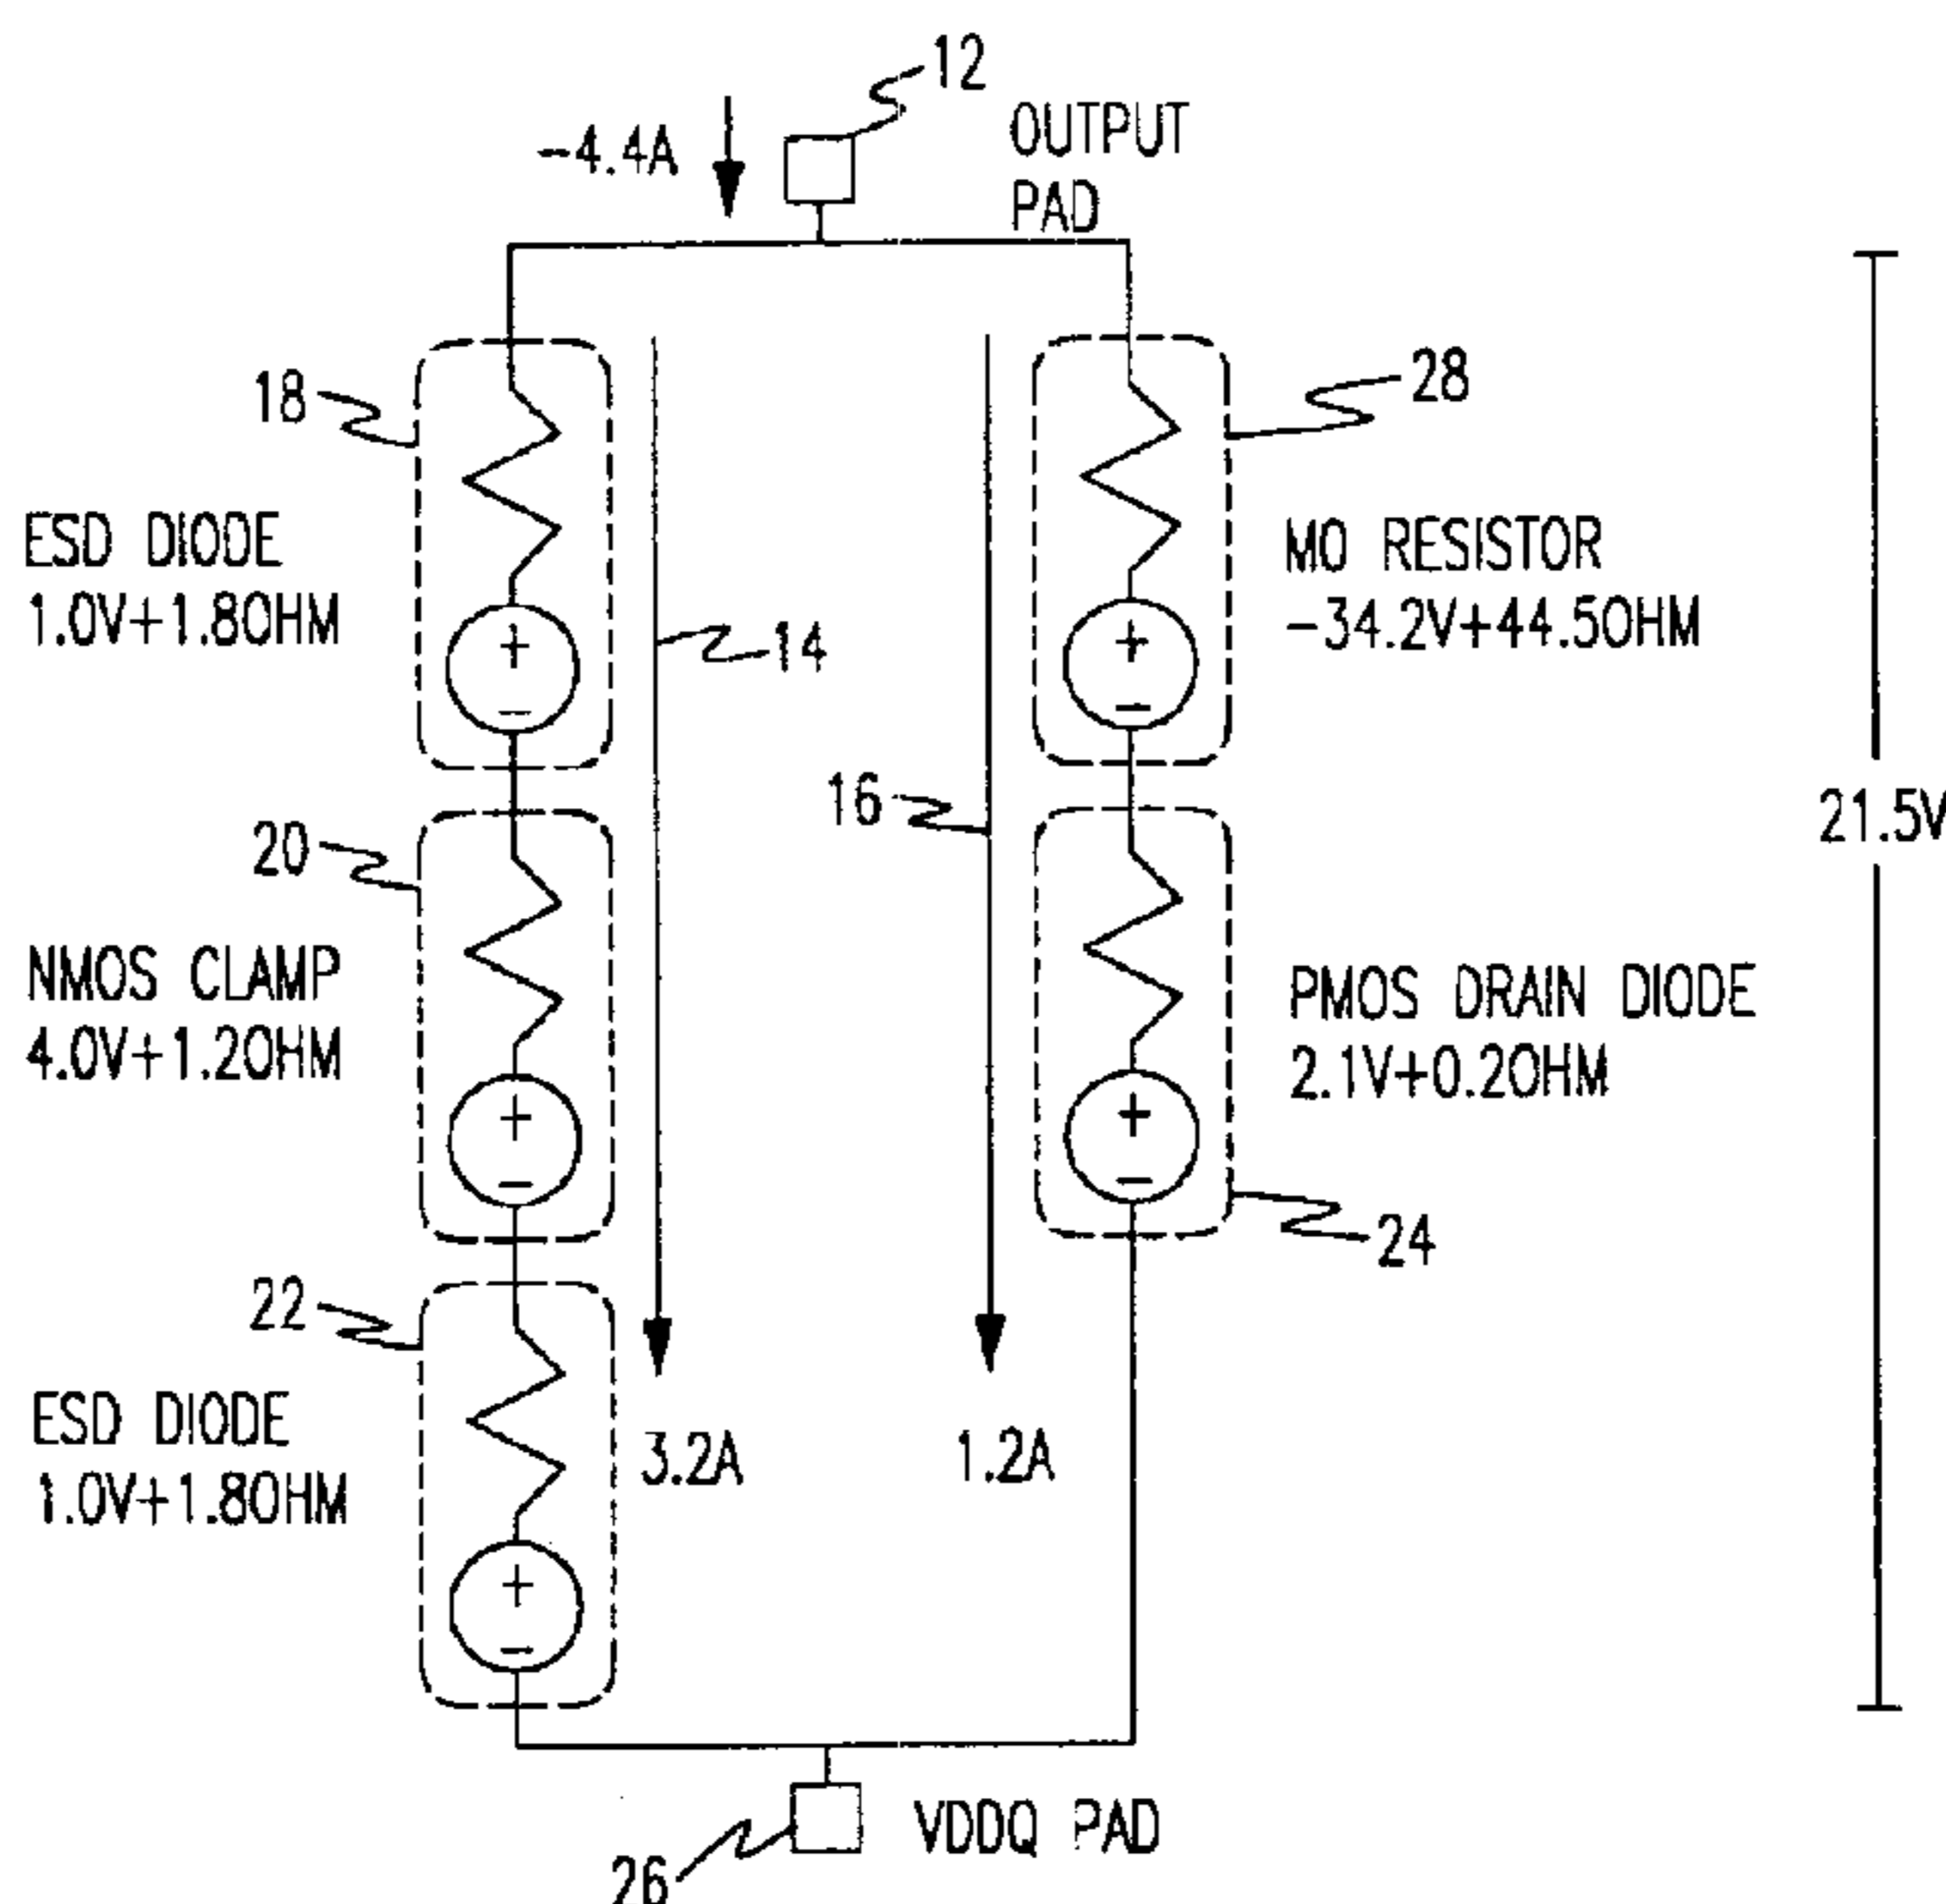 12
-4.4A
OUTPUT
PAD
18
28
ESD DIODE
1.0V+1.8OHM
14
M0 RESISTOR
-34.2V+44.5OHM
16
21.5V
20
NMOS CLAMP
4.0V+1.2OHM
PMOS DRAIN DIODE
2.1V+0.2OHM
24
22
ESD DIODE
1.0V+1.8OHM
3.2A
1.2A
VDDQ PAD
26